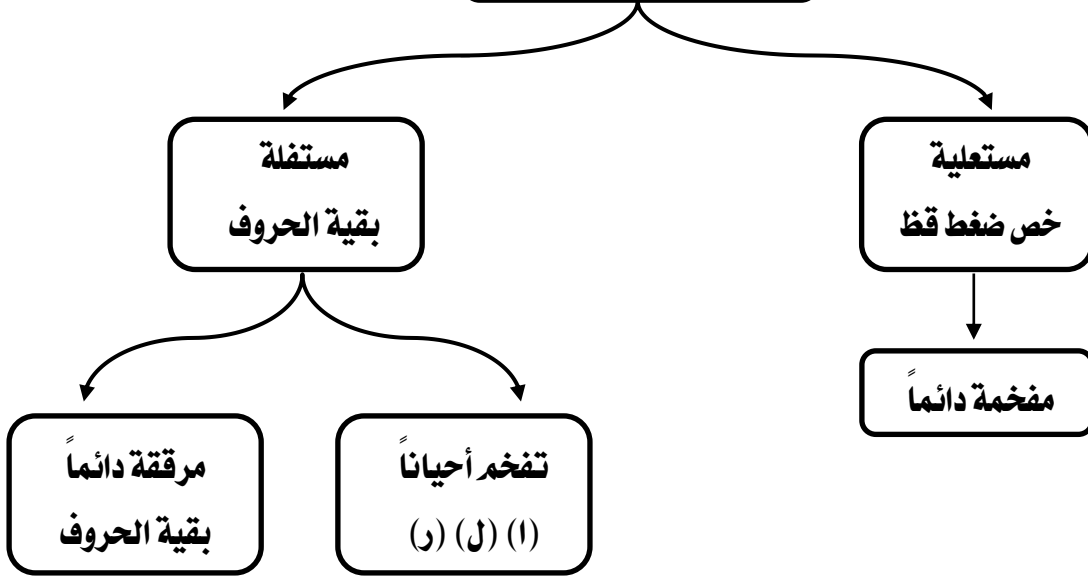 مستعلية
خص ضغط قظ
مستفلة
بقية الحروف
مفخمة دائماً
تفخم أحياناً
(ا) (ل) (ر)
مرققة دائماً
بقية الحروف